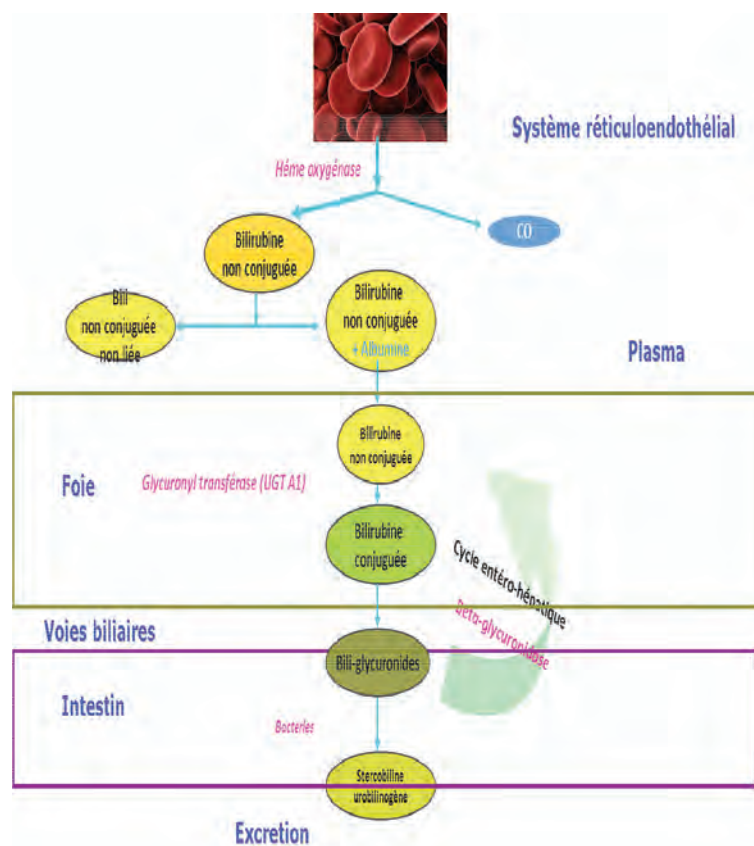 Système réticuloendothélial
Héme oxygénase
CO
Bilirubine
non conjuguée
Bili
non conjuguée
non liée
Bilirubine
non conjuguée
+ Albumine
Plasma
Bilirubine
non conjuguée
Foie
Glycuronyl transférase (UGT A1)
Bilirubine
conjuguée
Cycle entéro-hépatique
Beta-glycuronidase
Voies biliaires
Bili-glycuronides
Intestin
Bacteries
Stercobiline
urobilinogène
Excretion